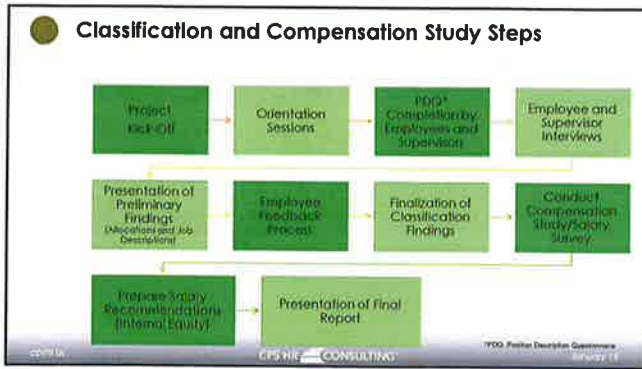 Classification and Compensation Study Steps
Project
Kick-Off
Orientation
Sessions
PDQ*
Completion by
Employees and
Supervisors
Employee and
Supervisor
Interviews
Presentation of
Preliminary
Findings
(Allocations and Job
Descriptions)
Employee
Feedback
Process
Finalization of
Classification
Findings
Conduct
Compensation
Study/Salary
Survey
Prepare Salary
Recommendations
(Internal Equity)
Presentation of Final
Report
*PDQ: Position Description Questionnaire
CPS HR CONSULTING